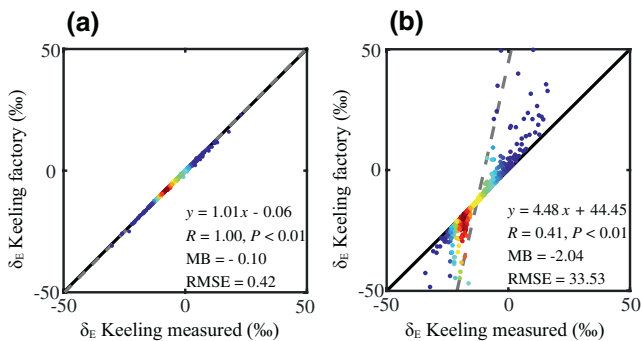 (a)
50
0
-50
-50
0
50
δE Keeling factory (‰)
δE Keeling measured (‰)
y = 1.01x - 0.06
R = 1.00, P < 0.01
MB = - 0.10
RMSE = 0.42
(b)
50
0
-50
-50
0
50
δE Keeling factory (‰)
δE Keeling measured (‰)
y = 4.48 x + 44.45
R = 0.41, P < 0.01
MB = -2.04
RMSE = 33.53